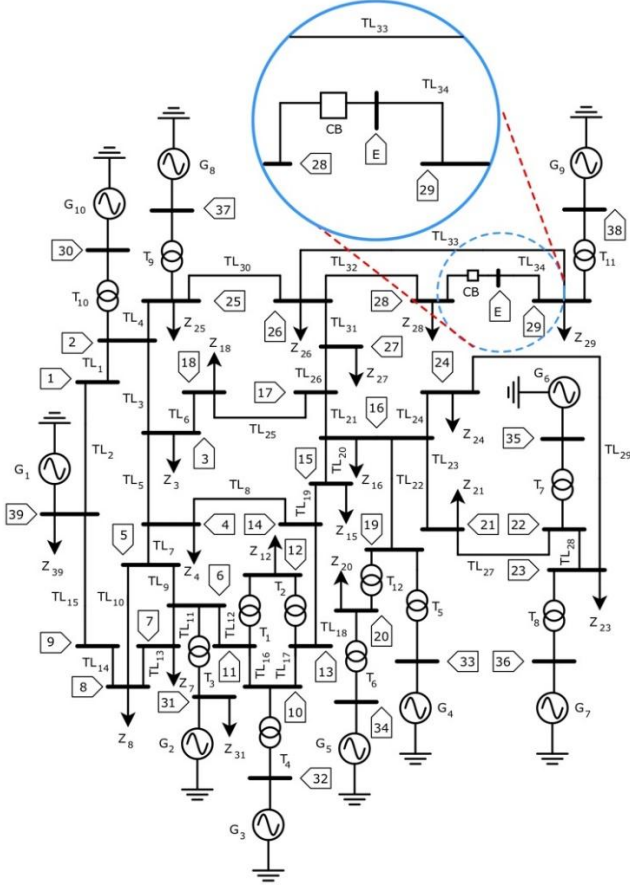 TL33
CB
TL34
E
28
29
G8
G9
G10
37
38
30
T9
TL33
T11
T10
TL30
TL32
TL34
CB
E
25
28
29
TL4
2
Z25
26
Z26
TL31
Z28
Z29
TL1
18
Z18
27
24
1
17
TL26
Z27
G6
TL3
TL6
16
TL2
TL25
TL21
TL24
Z24
35
G1
3
Z3
15
TL20
Z16
TL22
TL23
TL29
TL5
TL8
TL19
Z21
T7
39
5
4
14
Z15
19
21
22
Z39
TL7
Z4
Z12
12
Z20
TL27
TL28
23
TL15
TL10
TL9
6
T2
T12
T5
Z23
7
TL11
TL12
T1
TL18
20
T8
9
TL14
TL13
T3
11
TL16
TL17
13
T6
33
36
8
Z7
31
10
34
G4
G7
Z8
G2
Z31
T4
G5
32
G3